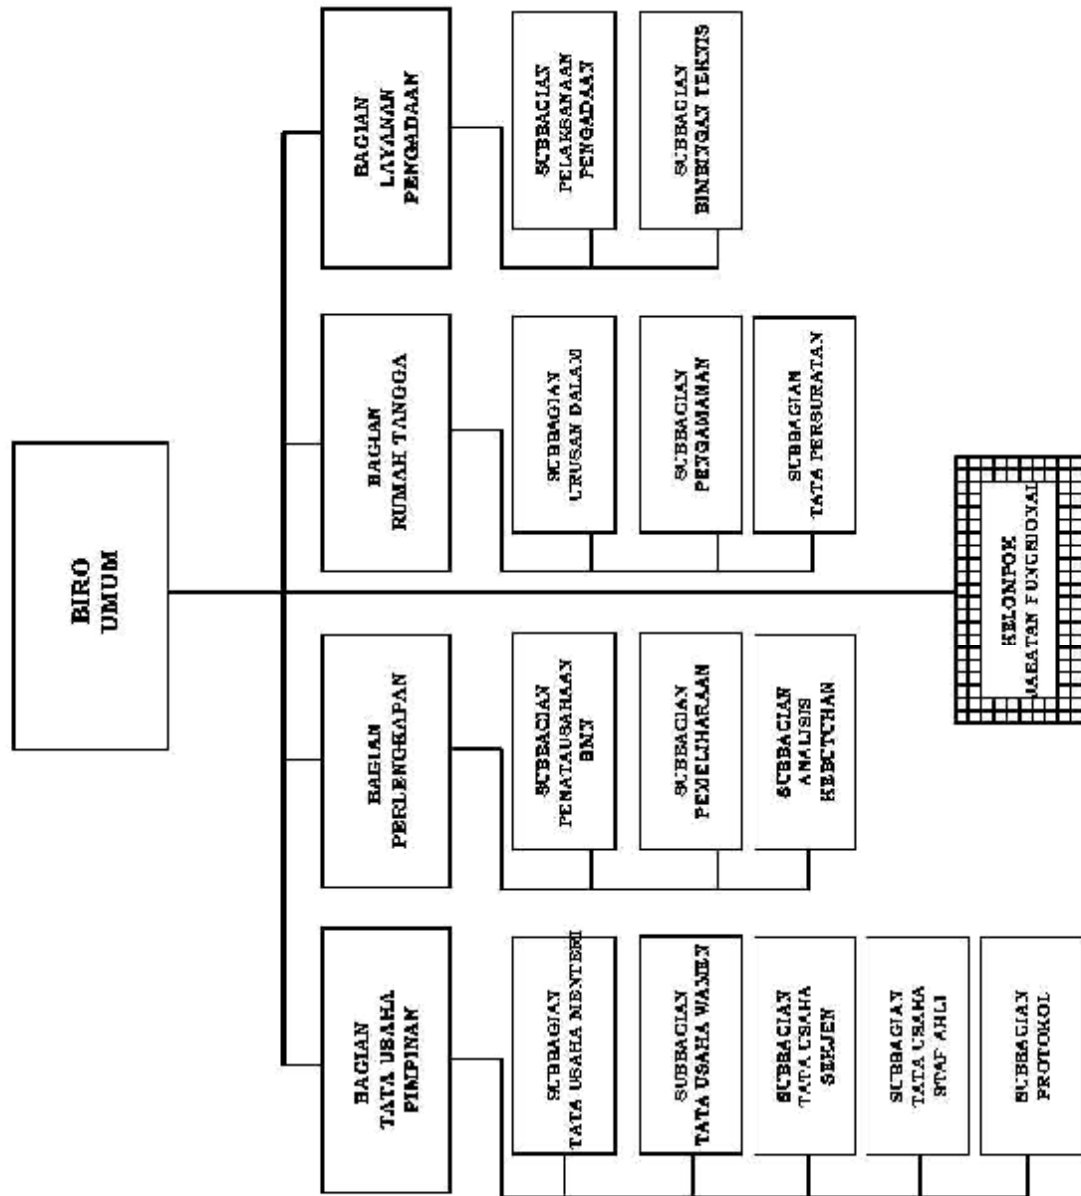 BIRO
UMUM
BAGIAN
TATA USAHA
PIMPINAN
SUBBAGIAN
TATA USAHA MENTERI
SUBBAGIAN
TATA USAHA WAMEN
SUBBAGIAN
TATA USAHA
SEKJEN
SUBBAGIAN
TATA USAHA
STAF AHLI
SUBBAGIAN
PROTOKOL
BAGIAN
PERLENGKAPAN
SUBBAGIAN
PENATAUSAHAAN
BMN
SUBBAGIAN
PEMELIHARAAN
SUBBAGIAN
ANALISIS
KEBUTUHAN
BAGIAN
RUMAH TANGGA
SUBBAGIAN
URUSAN DALAM
SUBBAGIAN
PENGAMANAN
SUBBAGIAN
TATA PERSURATAN
BAGIAN
LAYANAN
PENGADAAN
SUBBAGIAN
PELAKSANAAN
PENGADAAN
SUBBAGIAN
BIMBINGAN TEKNIS
KELOMPOK
JABATAN FUNGSIONAL